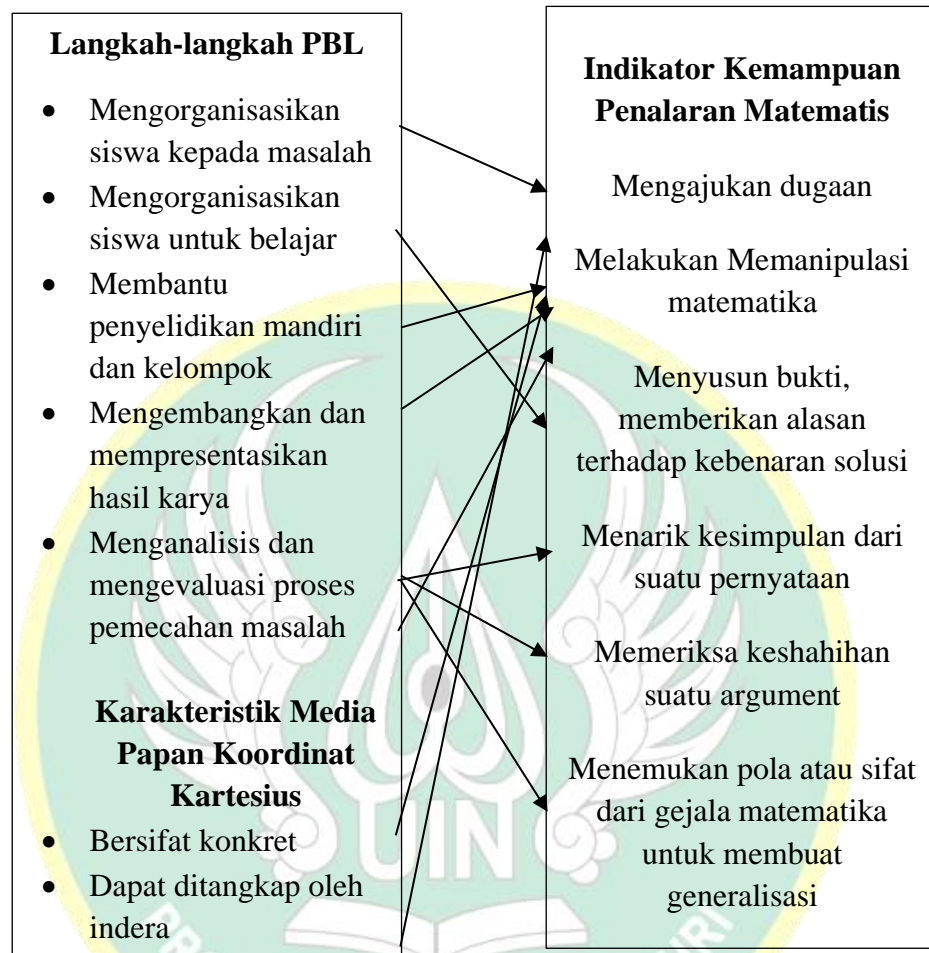 Langkah-langkah PBL
• Mengorganisasikan
siswa kepada masalah
• Mengorganisasikan
siswa untuk belajar
• Membantu
penyelidikan mandiri
dan kelompok
• Mengembangkan dan
mempresentasikan
hasil karya
• Menganalisis dan
mengevaluasi proses
pemecahan masalah
Karakteristik Media
Papan Koordinat
Kartesius
• Bersifat konkret
• Dapat ditangkap oleh
indera
Indikator Kemampuan
Penalaran Matematis
Mengajukan dugaan
Melakukan Memanipulasi
matematika
Menyusun bukti,
memberikan alasan
terhadap kebenaran solusi
Menarik kesimpulan dari
suatu pernyataan
Memeriksa keshahihan
suatu argument
Menemukan pola atau sifat
dari gejala matematika
untuk membuat
generalisasi
UIN